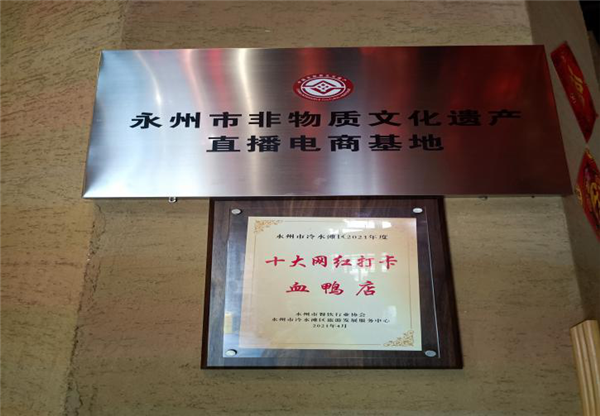 永州市非物质文化遗产
直播电商基地
永州市冷水滩区2021年度
十大网红打卡
血鸭店
永州市餐饮行业协会
永州市冷水滩区旅游发展服务中心
2021年4月